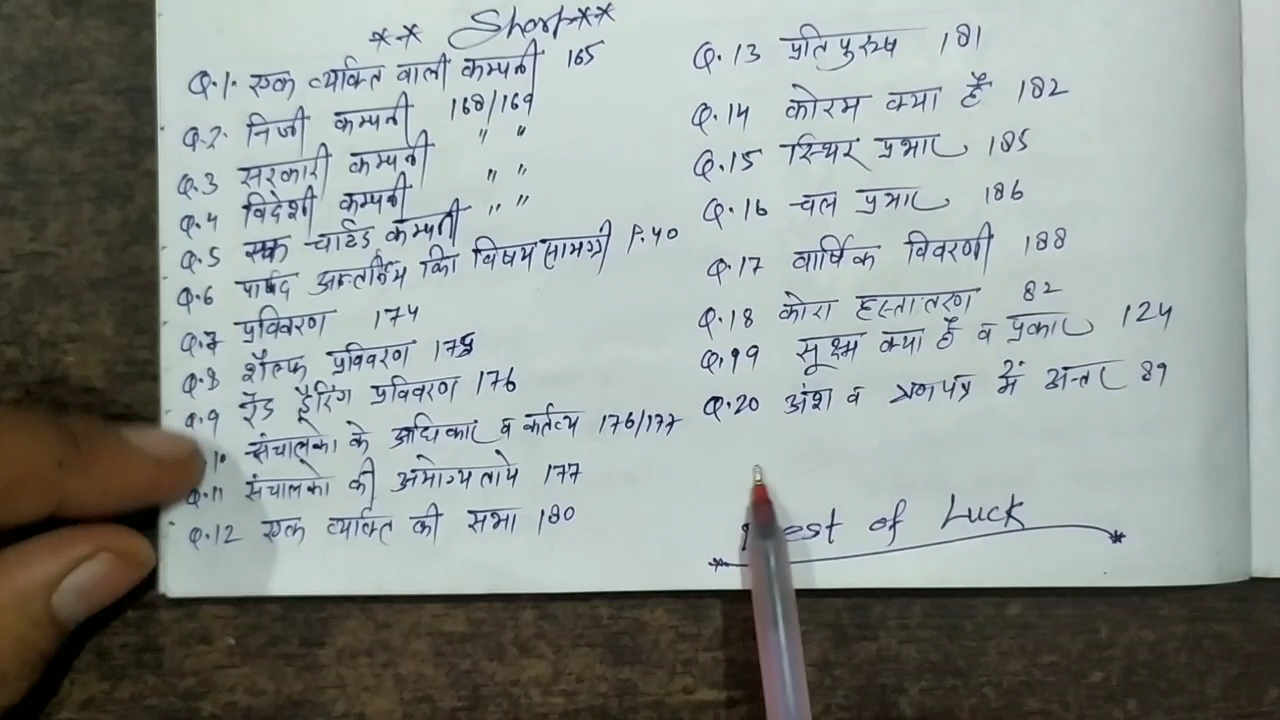 ** Short **
Q.1. एक व्यक्ति वाली कम्पनी 165
Q.2. निजी कम्पनी 168/169
Q.3 सरकारी कम्पनी " "
Q.4 विदेशी कम्पनी " "
Q.5 चार्टर्ड कम्पनी " "
Q.6 पार्षद अन्तर्नियम की विषय सामग्री P.40
Q.7 प्रविवरण 174
Q.8 शैल्फ प्रविवरण 175
Q.9 रैड हैरिंग प्रविवरण 176
Q.10 संचालको के अधिकार व कर्तव्य 176/177
Q.11 संचालको की अयोग्यताये 177
Q.12 एक व्यक्ति की सभा 180
Q.13 प्रतिपुरुष 181
Q.14 कोरम क्या है 182
Q.15 स्थिर प्रभार 185
Q.16 चल प्रभार 186
Q.17 वार्षिक विवरणी 188
Q.18 कोरा हस्तातरण 82
Q.19 सूक्ष्म क्या है व प्रकार 124
Q.20 अंश व ऋणपत्र में अन्तर 89
Best of Luck